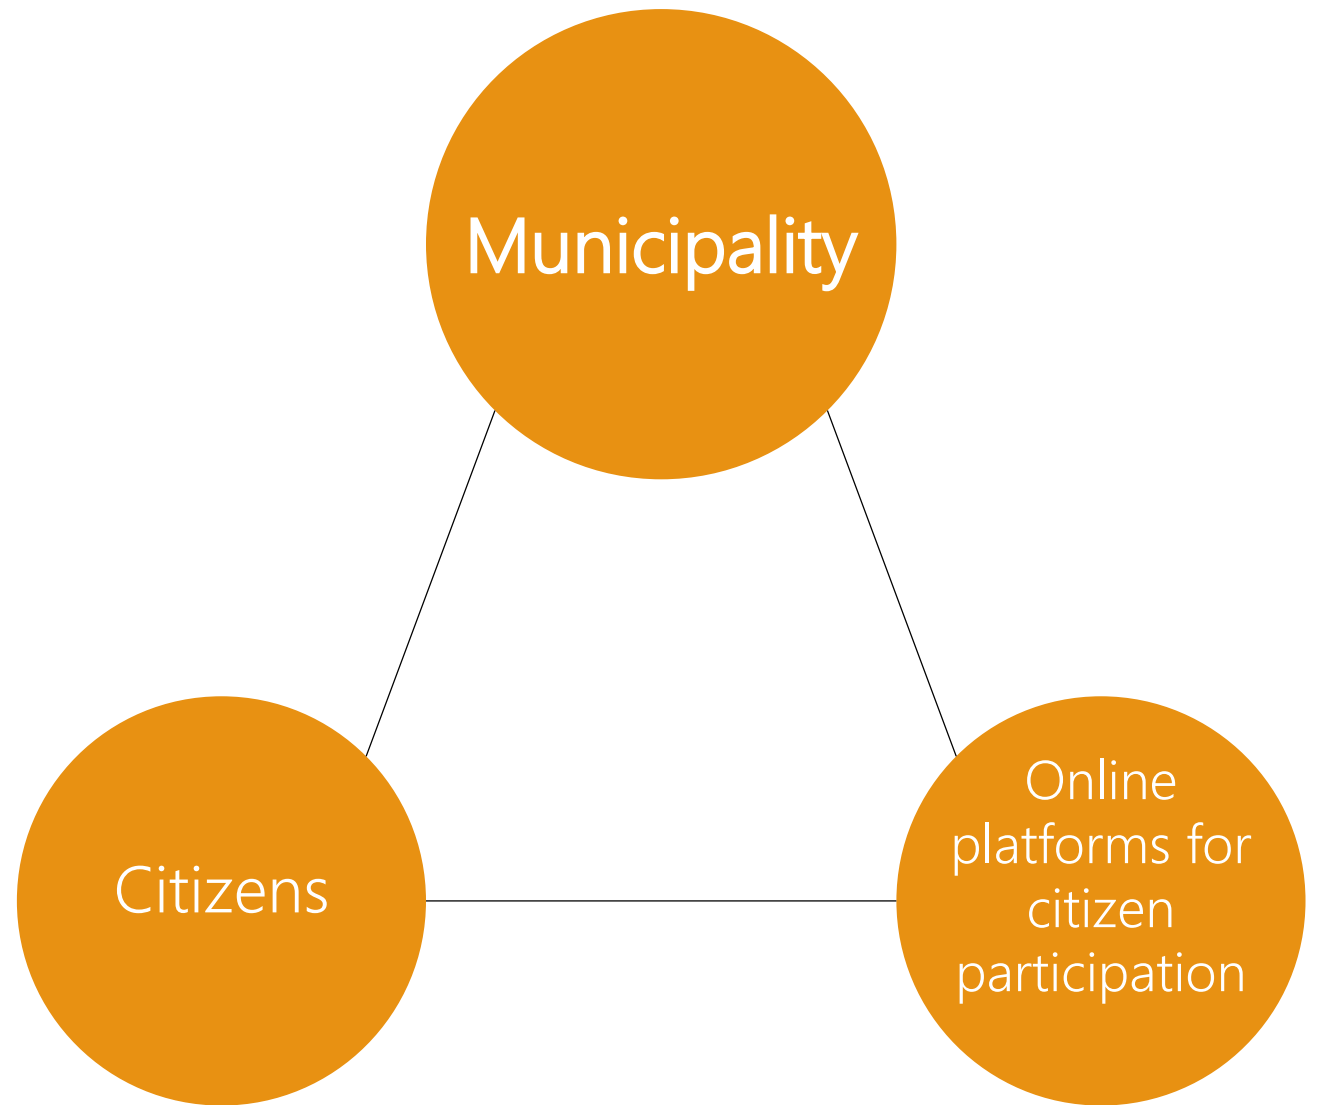 Municipality
Citizens
Online
platforms for
citizen
participation